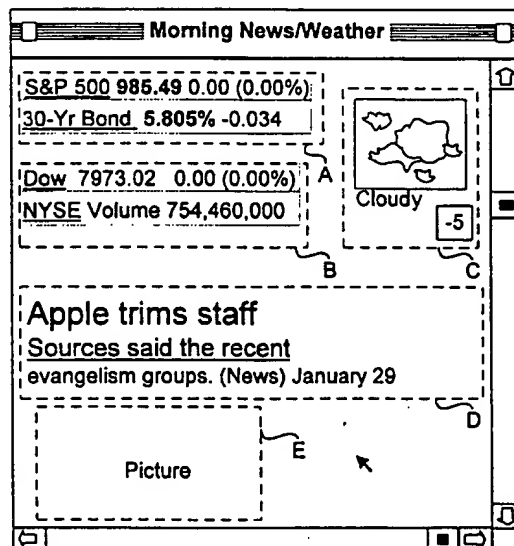 Morning News/Weather
S&P 500 985.49 0.00 (0.00%)
30-Yr Bond 5.805% -0.034
A
Dow 7973.02 0.00 (0.00%)
NYSE Volume 754,460,000
B
Cloudy
-5
C
Apple trims staff
Sources said the recent
evangelism groups. (News) January 29
D
E
Picture